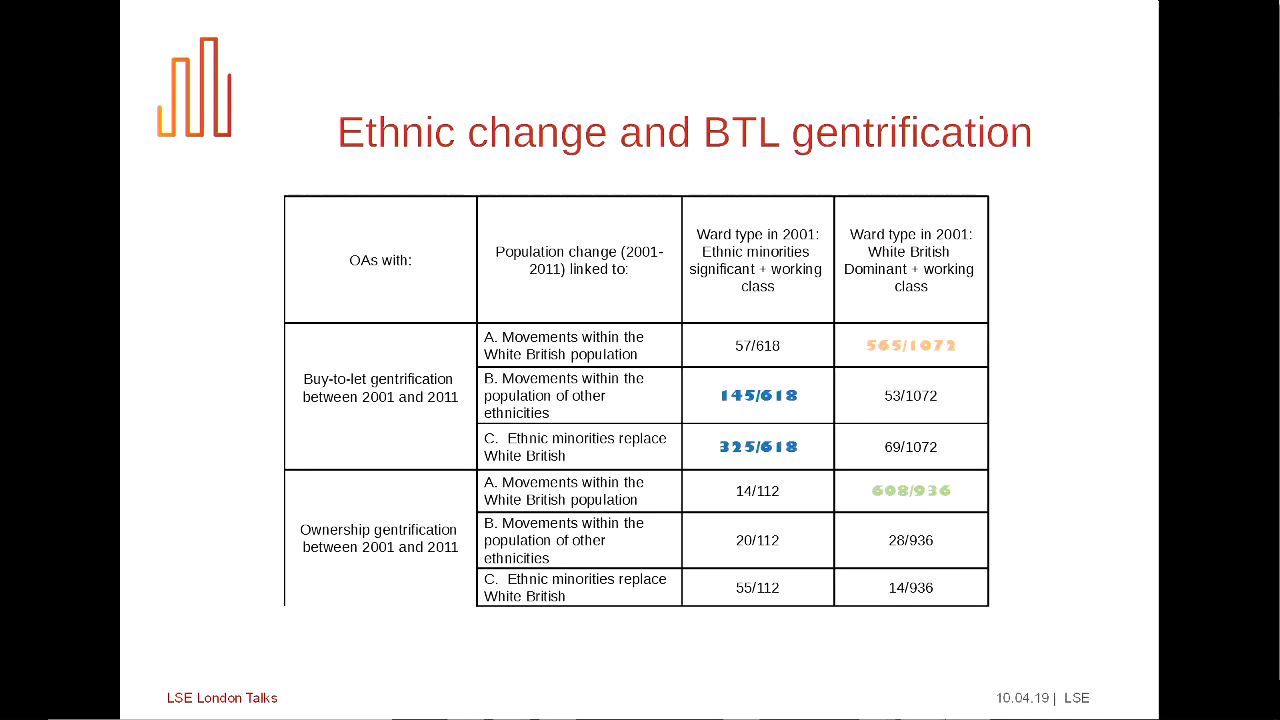 Ethnic change and BTL gentrification
OAs with:
Population change (2001-
2011) linked to:
Ward type in 2001:
Ethnic minorities
significant + working
class
Ward type in 2001:
White British
Dominant + working
class
Buy-to-let gentrification
between 2001 and 2011
A. Movements within the
White British population
57/618
565/1072
B. Movements within the
population of other
ethnicities
145/618
53/1072
C. Ethnic minorities replace
White British
325/618
69/1072
Ownership gentrification
between 2001 and 2011
A. Movements within the
White British population
14/112
608/936
B. Movements within the
population of other
ethnicities
20/112
28/936
C. Ethnic minorities replace
White British
55/112
14/936
LSE London Talks
10.04.19 | LSE